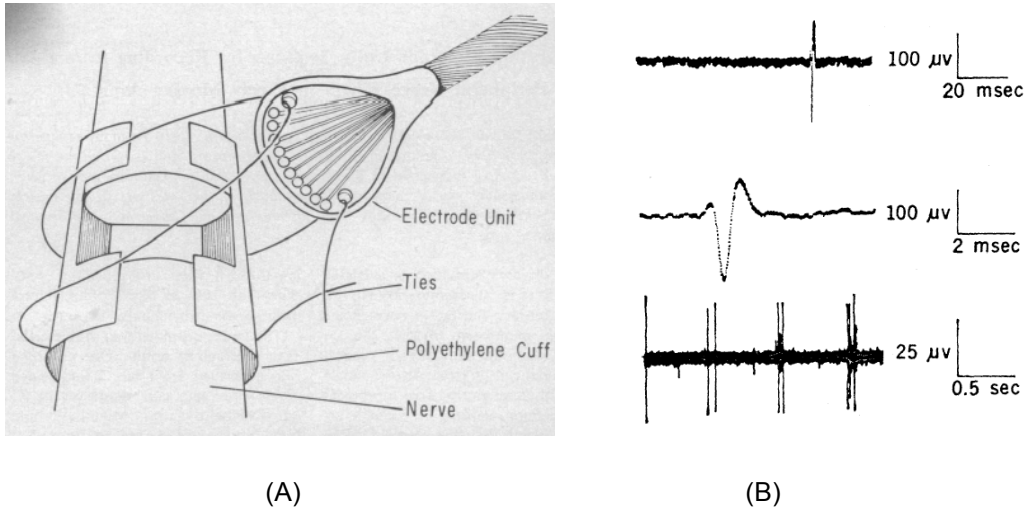 Electrode Unit
Ties
Polyethylene Cuff
Nerve
(A)
100 μv
20 msec
100 μv
2 msec
25 μv
0.5 sec
(B)